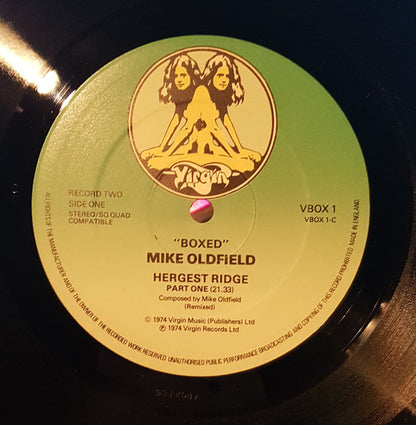 Virgin
RECORD TWO
SIDE ONE
STEREO/SQ QUAD
COMPATIBLE
VBOX 1
VBOX 1-C
"BOXED"
MIKE OLDFIELD
HERGEST RIDGE
PART ONE (21.33)
Composed by Mike Oldfield
(Remixed)
© 1974 Virgin Music (Publishers) Ltd
℗ 1974 Virgin Records Ltd
ALL RIGHTS OF THE MANUFACTURER AND OF THE OWNER OF THE RECORDED WORK RESERVED UNAUTHORISED PUBLIC PERFORMANCE BROADCASTING AND COPYING OF THIS RECORD PROHIBITED MADE IN ENGLAND